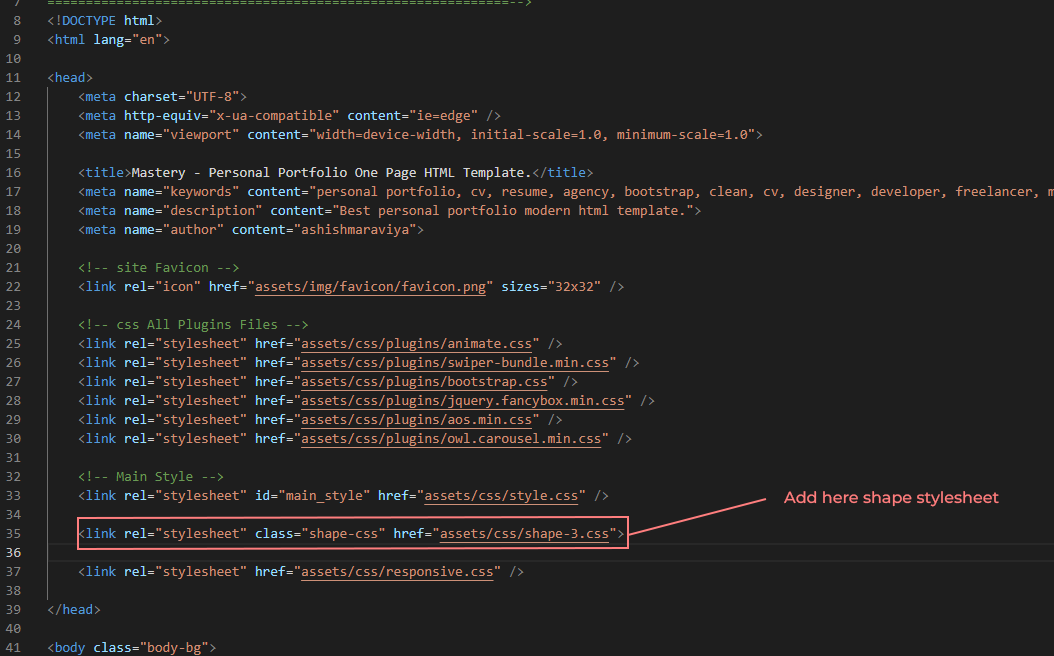 7 ============================================================-->
8 <!DOCTYPE html>
9 <html lang="en">
10
11 <head>
12 <meta charset="UTF-8">
13 <meta http-equiv="x-ua-compatible" content="ie=edge" />
14 <meta name="viewport" content="width=device-width, initial-scale=1.0, minimum-scale=1.0">
15
16 <title>Mastery - Personal Portfolio One Page HTML Template.</title>
17 <meta name="keywords" content="personal portfolio, cv, resume, agency, bootstrap, clean, cv, designer, developer, freelancer, m
18 <meta name="description" content="Best personal portfolio modern html template.">
19 <meta name="author" content="ashishmaraviya">
20
21 <!-- site Favicon -->
22 <link rel="icon" href="assets/img/favicon/favicon.png" sizes="32x32" />
23
24 <!-- css All Plugins Files -->
25 <link rel="stylesheet" href="assets/css/plugins/animate.css" />
26 <link rel="stylesheet" href="assets/css/plugins/swiper-bundle.min.css" />
27 <link rel="stylesheet" href="assets/css/plugins/bootstrap.css" />
28 <link rel="stylesheet" href="assets/css/plugins/jquery.fancybox.min.css" />
29 <link rel="stylesheet" href="assets/css/plugins/aos.min.css" />
30 <link rel="stylesheet" href="assets/css/plugins/owl.carousel.min.css" />
31
32 <!-- Main Style -->
33 <link rel="stylesheet" id="main_style" href="assets/css/style.css" />
Add here shape stylesheet
34
35 <link rel="stylesheet" class="shape-css" href="assets/css/shape-3.css">
36
37 <link rel="stylesheet" href="assets/css/responsive.css" />
38
39 </head>
40
41 <body class="body-bg">